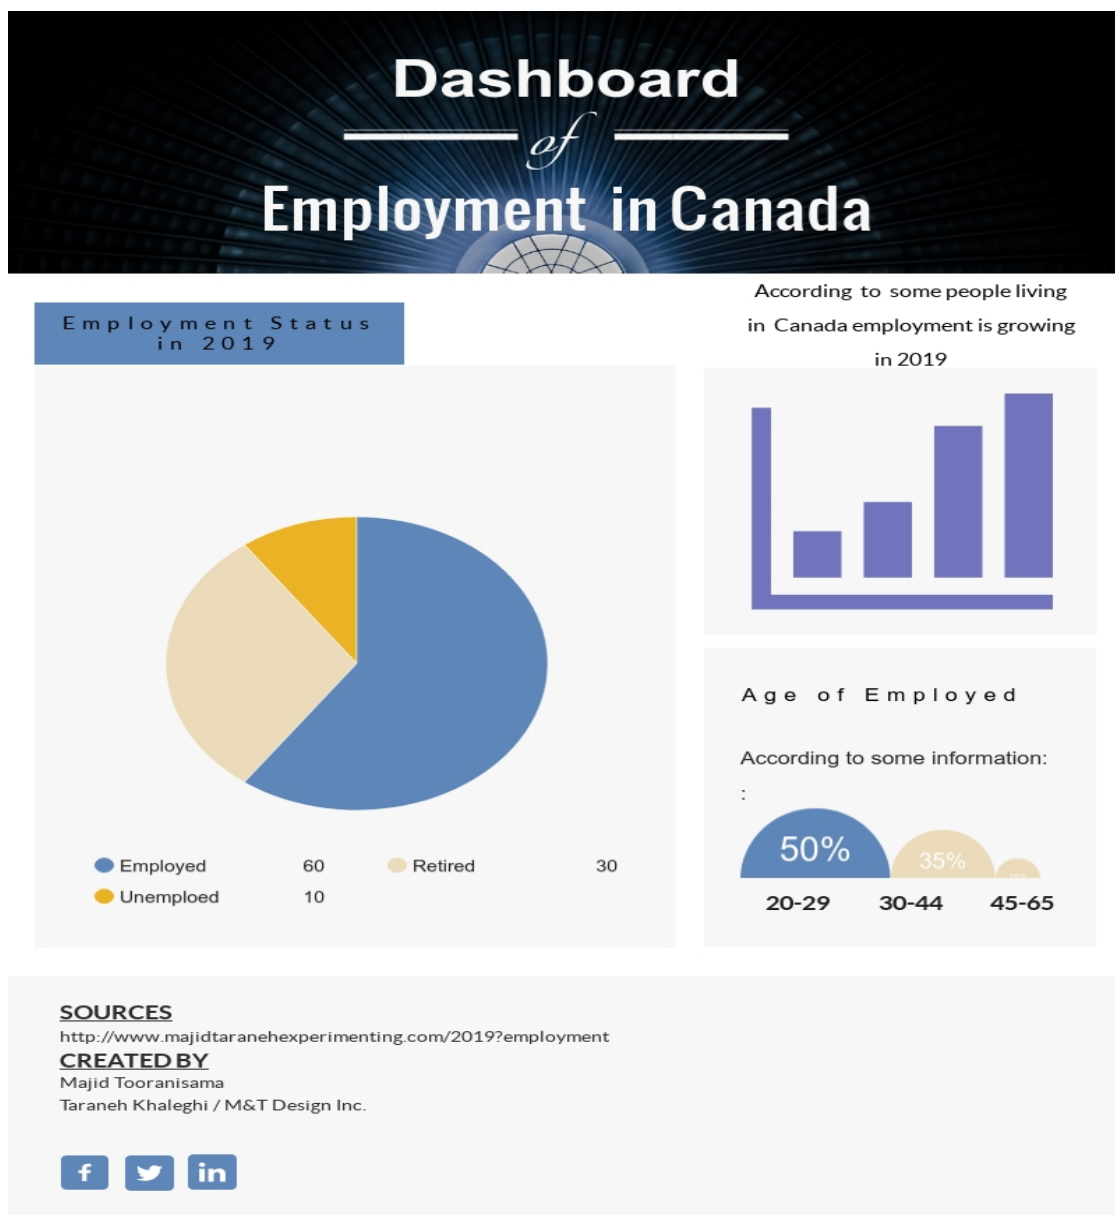 Dashboard
of
Employment in Canada
Employment Status
in 2019
According to some people living
in Canada employment is growing
in 2019
Employed 60 Retired 30
Unemploed 10
Age of Employed
According to some information:
:
50%
35%
20-29 30-44 45-65
SOURCES
http://www.majidtaranehexperimenting.com/2019?employment
CREATED BY
Majid Tooranisama
Taraneh Khaleghi / M&T Design Inc.
f
in